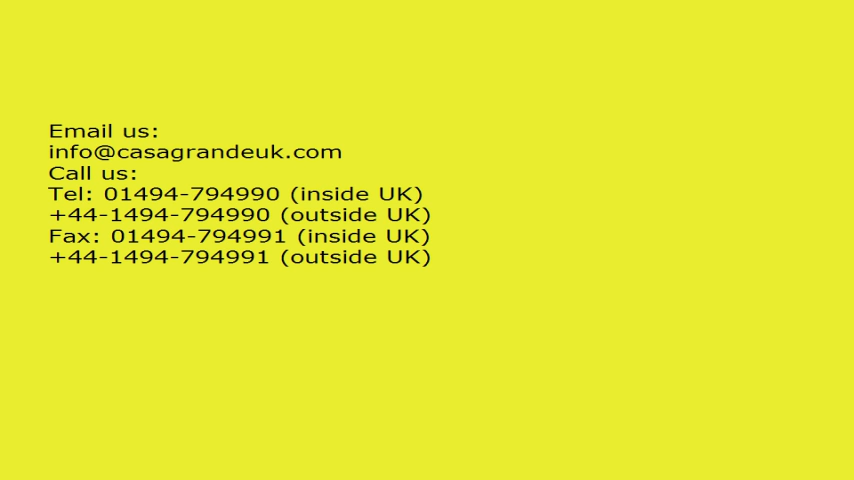 Email us:
info@casagrandeuk.com
Call us:
Tel: 01494-794990 (inside UK)
+44-1494-794990 (outside UK)
Fax: 01494-794991 (inside UK)
+44-1494-794991 (outside UK)